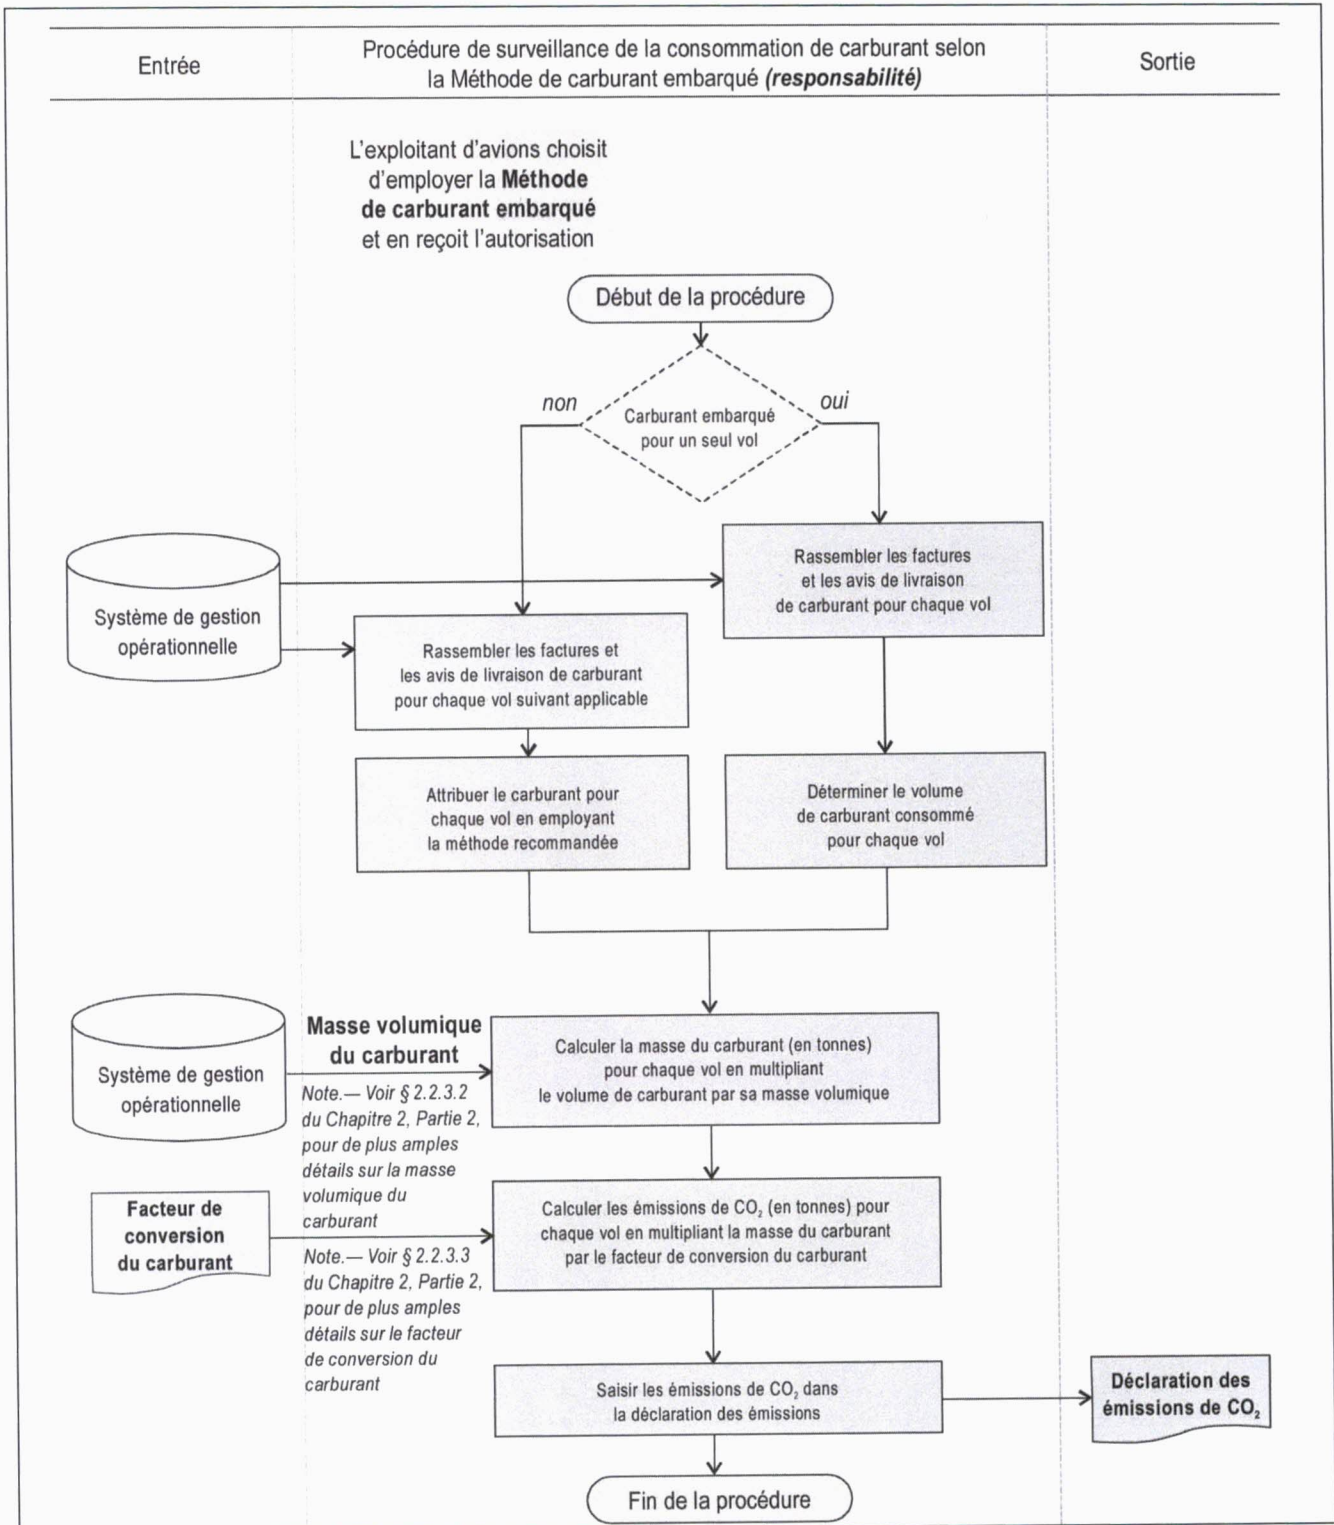 Entrée
Procédure de surveillance de la consommation de carburant selon
la Méthode de carburant embarqué (responsabilité)
Sortie
L'exploitant d'avions choisit
d'employer la Méthode
de carburant embarqué
et en reçoit l'autorisation
Début de la procédure
non
Carburant embarqué
pour un seul vol
oui
Système de gestion
opérationnelle
Rassembler les factures
et les avis de livraison
de carburant pour chaque vol
Rassembler les factures et
les avis de livraison de carburant
pour chaque vol suivant applicable
Attribuer le carburant pour
chaque vol en employant
la méthode recommandée
Déterminer le volume
de carburant consommé
pour chaque vol
Système de gestion
opérationnelle
Masse volumique
du carburant
Note.— Voir § 2.2.3.2
du Chapitre 2, Partie 2,
pour de plus amples
détails sur la masse
volumique du
carburant
Calculer la masse du carburant (en tonnes)
pour chaque vol en multipliant
le volume de carburant par sa masse volumique
Facteur de
conversion
du carburant
Note.— Voir § 2.2.3.3
du Chapitre 2, Partie 2,
pour de plus amples
détails sur le facteur
de conversion du
carburant
Calculer les émissions de CO₂ (en tonnes) pour
chaque vol en multipliant la masse du carburant
par le facteur de conversion du carburant
Saisir les émissions de CO₂ dans
la déclaration des émissions
Déclaration des
émissions de CO₂
Fin de la procédure